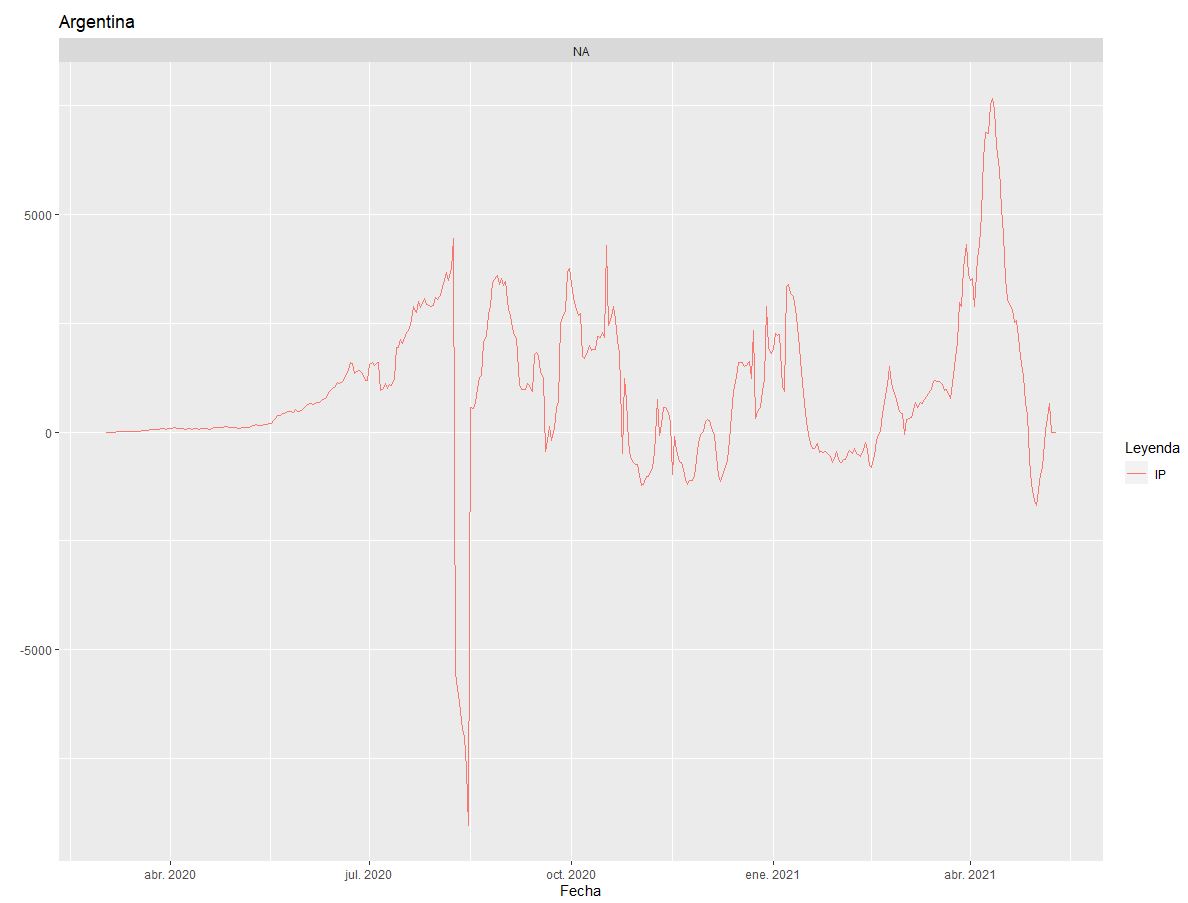 Argentina
NA
5000
0
-5000
abr. 2020 jul. 2020 oct. 2020 ene. 2021 abr. 2021
Fecha
Leyenda
IP